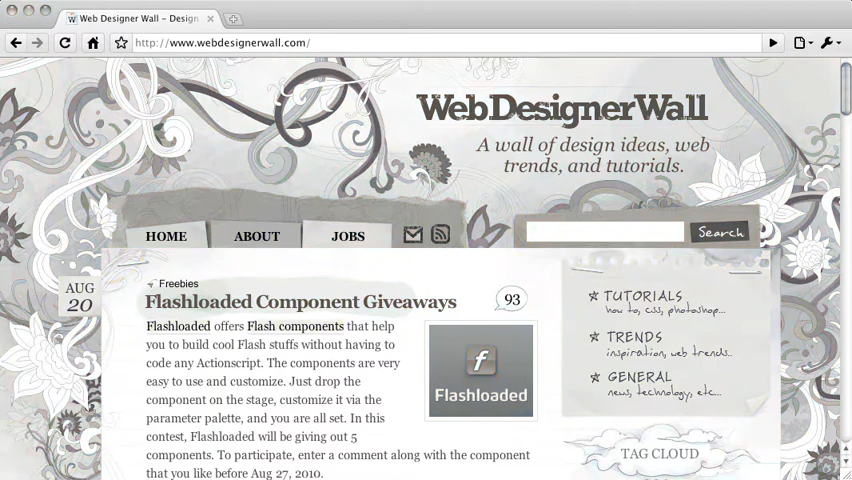 Web Designer Wall – Design
http://www.webdesignerwall.com/
WebDesignerWall
A wall of design ideas, web
trends, and tutorials.
HOME
ABOUT
JOBS
Search
AUG
20
Freebies
Flashloaded Component Giveaways
93
Flashloaded offers Flash components that help
you to build cool Flash stuffs without having to
code any Actionscript. The components are very
easy to use and customize. Just drop the
component on the stage, customize it via the
parameter palette, and you are all set. In this
contest, Flashloaded will be giving out 5
components. To participate, enter a comment along with the component
that you like before Aug 27, 2010.
f
Flashloaded
TUTORIALS
how to, css, photoshop...
TRENDS
inspiration, web trends..
GENERAL
news, technology, etc...
TAG CLOUD